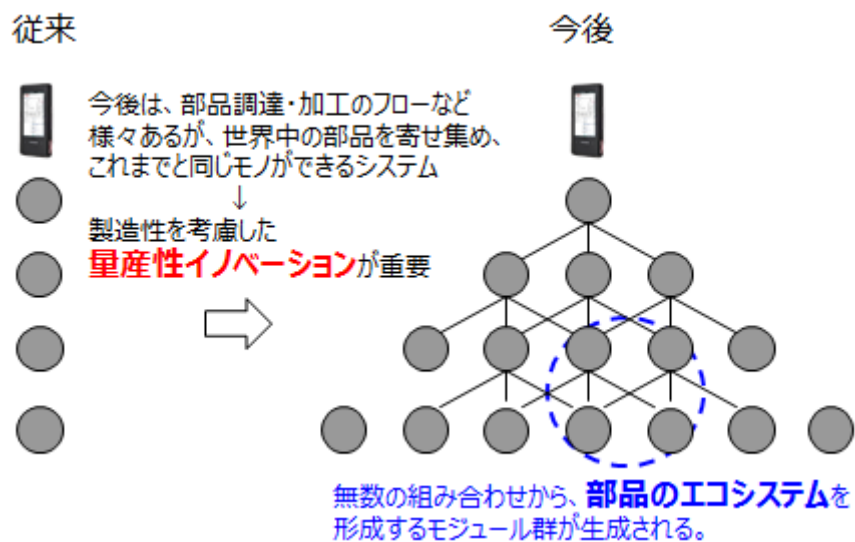 従来
今後
今後は、部品調達・加工のフローなど
様々あるが、世界中の部品を寄せ集め、
これまでと同じモノができるシステム
↓
製造性を考慮した
量産性イノベーションが重要
無数の組み合わせから、部品のエコシステムを
形成するモジュール群が生成される。